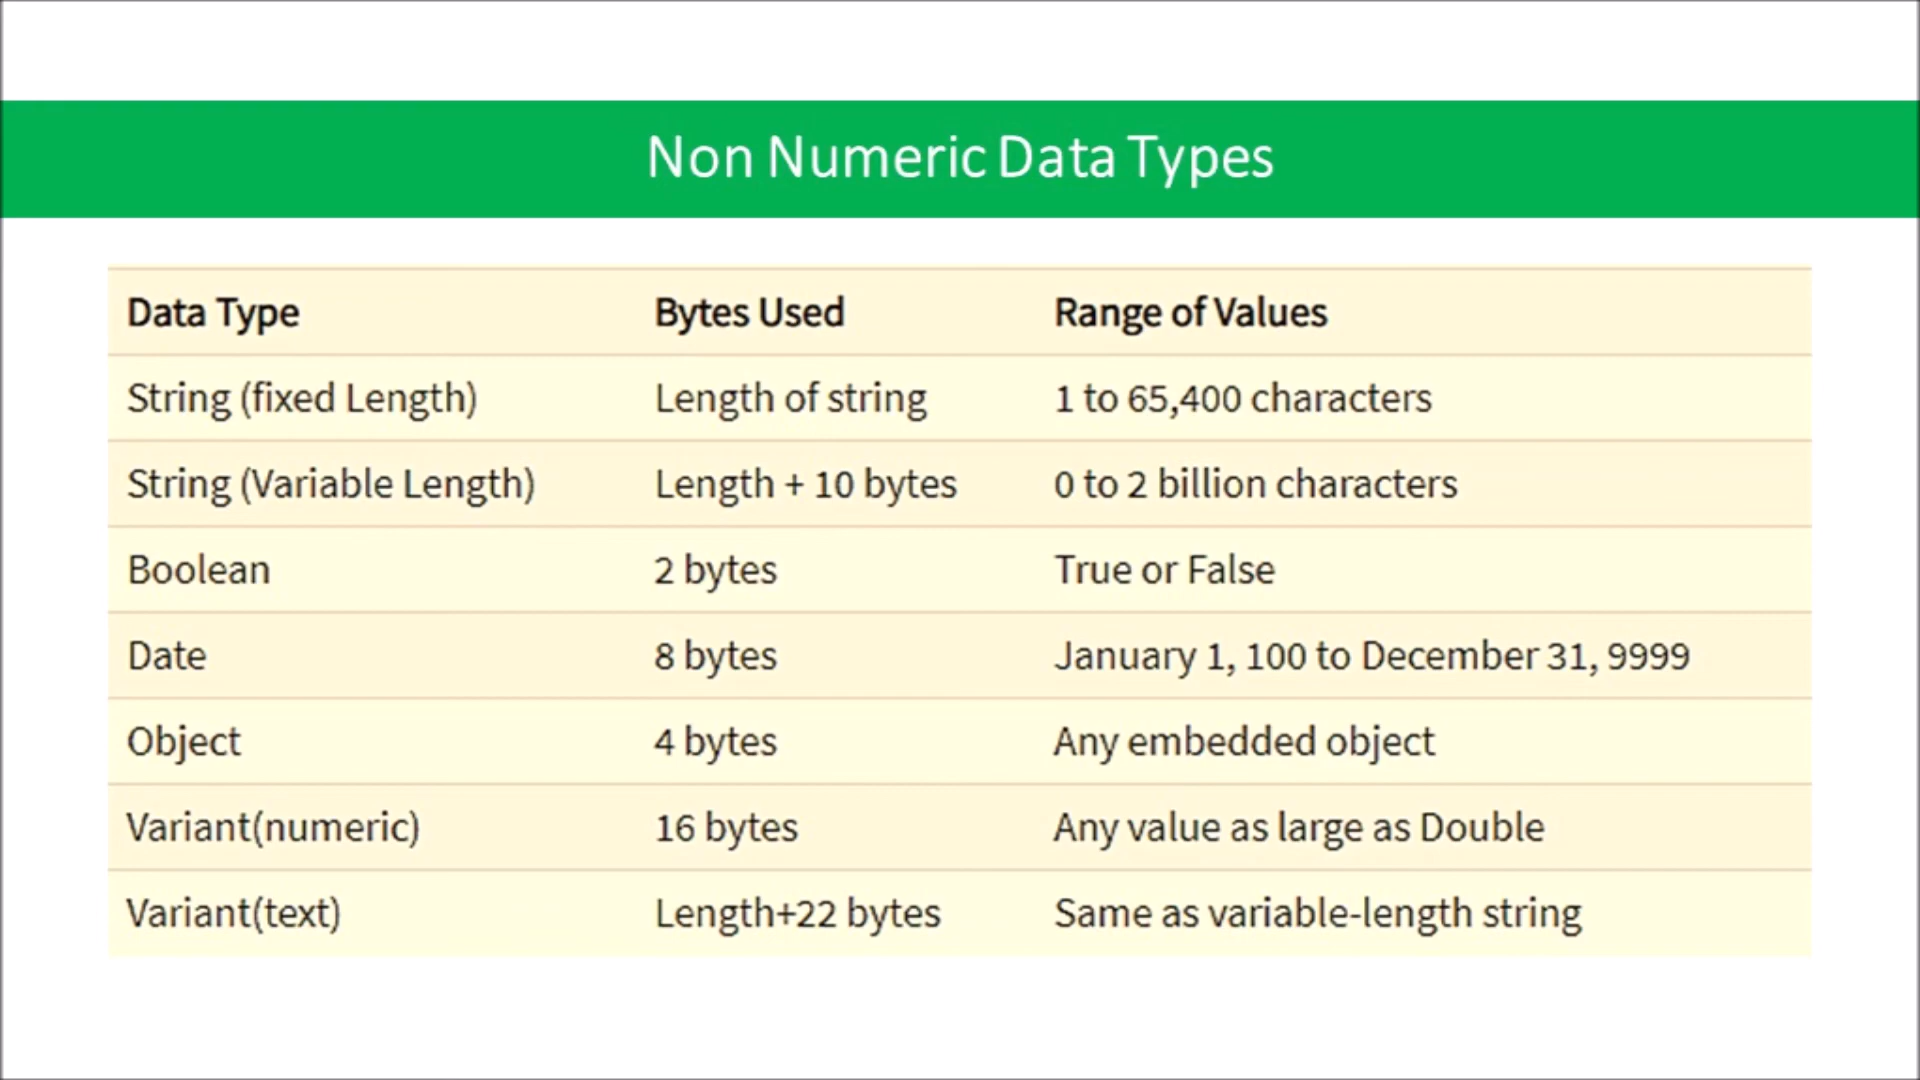 Non Numeric Data Types
Data Type Bytes Used Range of Values
String (fixed Length) Length of string 1 to 65,400 characters
String (Variable Length) Length + 10 bytes 0 to 2 billion characters
Boolean 2 bytes True or False
Date 8 bytes January 1, 100 to December 31, 9999
Object 4 bytes Any embedded object
Variant(numeric) 16 bytes Any value as large as Double
Variant(text) Length+22 bytes Same as variable-length string